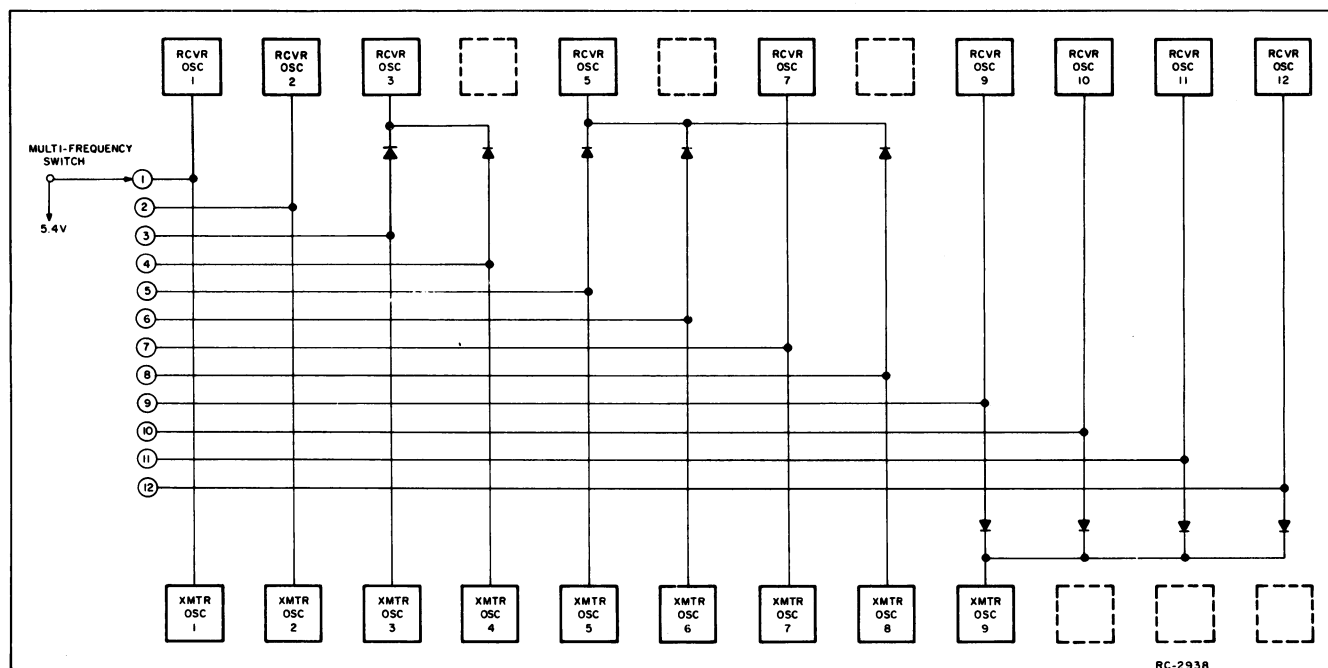 RCVR
OSC
1
RCVR
OSC
2
RCVR
OSC
3
RCVR
OSC
5
RCVR
OSC
7
RCVR
OSC
9
RCVR
OSC
10
RCVR
OSC
11
RCVR
OSC
12
MULTI-FREQUENCY
SWITCH
5.4V
1
2
3
4
5
6
7
8
9
10
11
12
XMTR
OSC
1
XMTR
OSC
2
XMTR
OSC
3
XMTR
OSC
4
XMTR
OSC
5
XMTR
OSC
6
XMTR
OSC
7
XMTR
OSC
8
XMTR
OSC
9
RC-2938